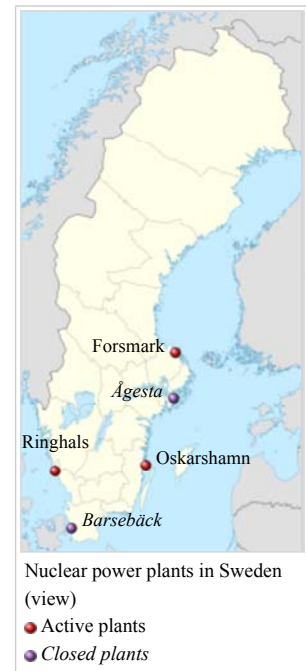 Forsmark
Ågesta
Ringhals
Oskarshamn
Barsebäck
Nuclear power plants in Sweden
(view)
Active plants
Closed plants